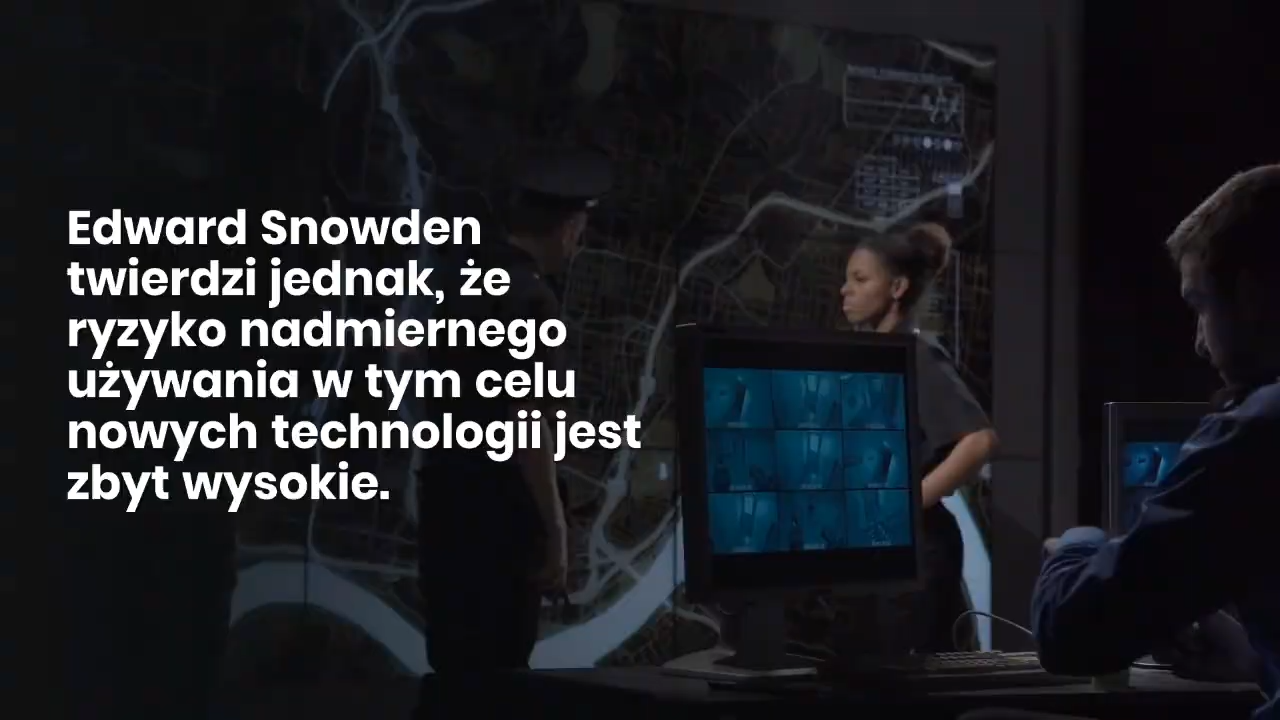 Edward Snowden
twierdzi jednak, że
ryzyko nadmiernego
używania w tym celu
nowych technologii jest
zbyt wysokie.